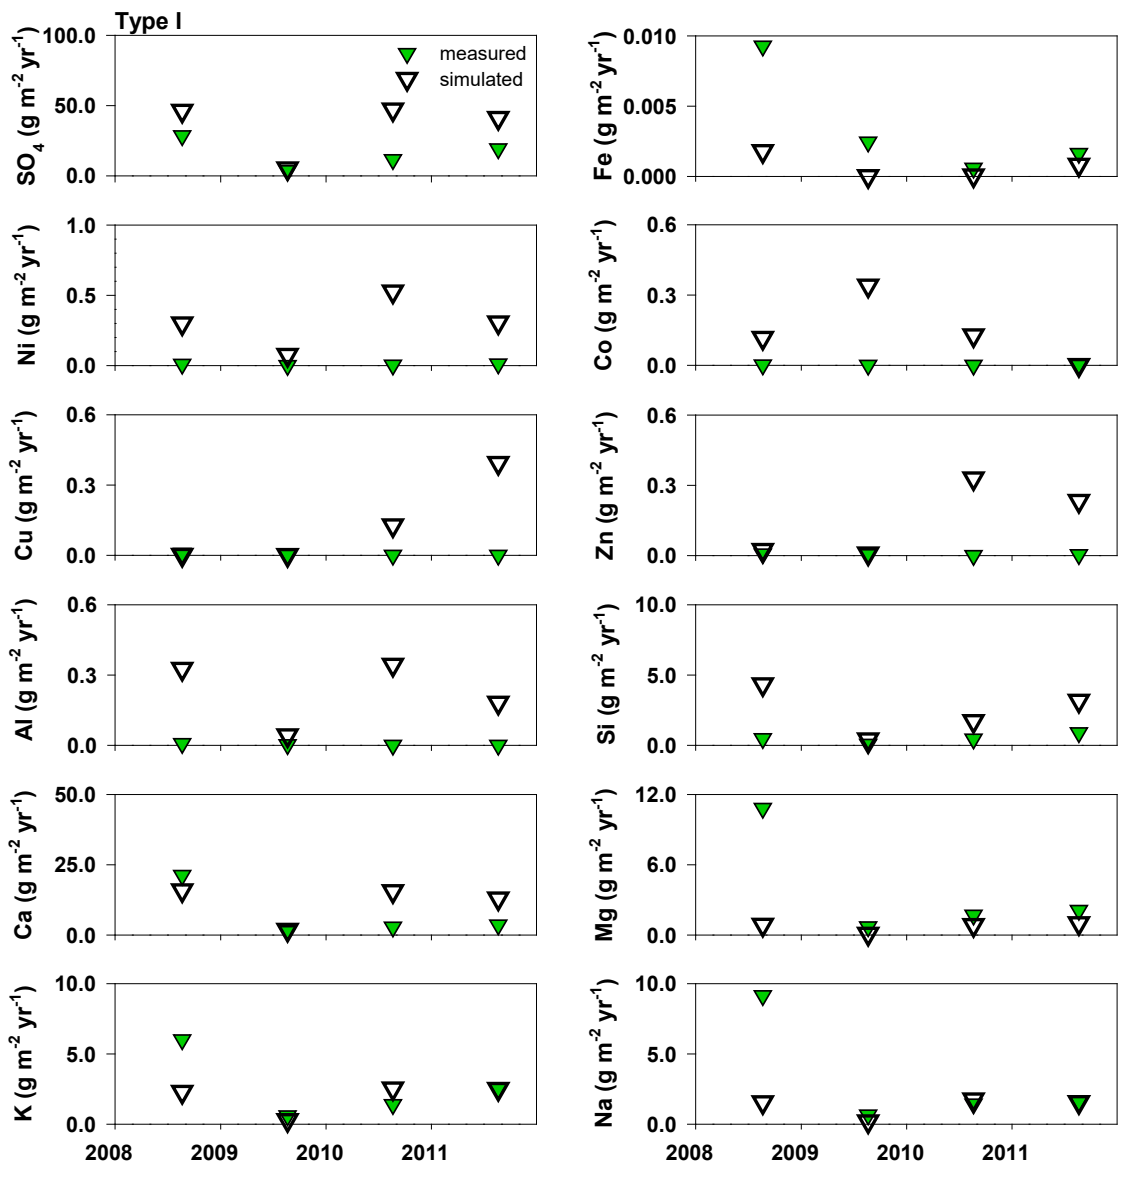 Type I
measured
simulated
SO4 (g m-2 yr-1)
100.0
50.0
0.0
Fe (g m-2 yr-1)
0.010
0.005
0.000
Ni (g m-2 yr-1)
1.0
0.5
0.0
Co (g m-2 yr-1)
0.6
0.3
0.0
Cu (g m-2 yr-1)
0.6
0.3
0.0
Zn (g m-2 yr-1)
0.6
0.3
0.0
Al (g m-2 yr-1)
0.6
0.3
0.0
Si (g m-2 yr-1)
10.0
5.0
0.0
Ca (g m-2 yr-1)
50.0
25.0
0.0
Mg (g m-2 yr-1)
12.0
6.0
0.0
K (g m-2 yr-1)
10.0
5.0
0.0
2008 2009 2010 2011
Na (g m-2 yr-1)
10.0
5.0
0.0
2008 2009 2010 2011